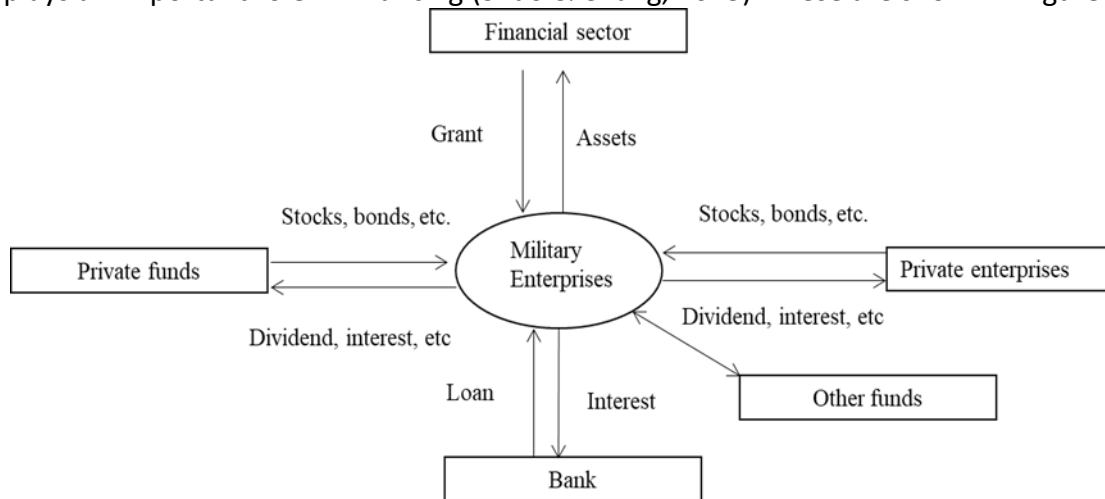 Financial sector
Grant
Assets
Stocks, bonds, etc.
Stocks, bonds, etc.
Military
Enterprises
Private funds
Private enterprises
Dividend, interest, etc
Dividend, interest, etc
Loan
Interest
Other funds
Bank